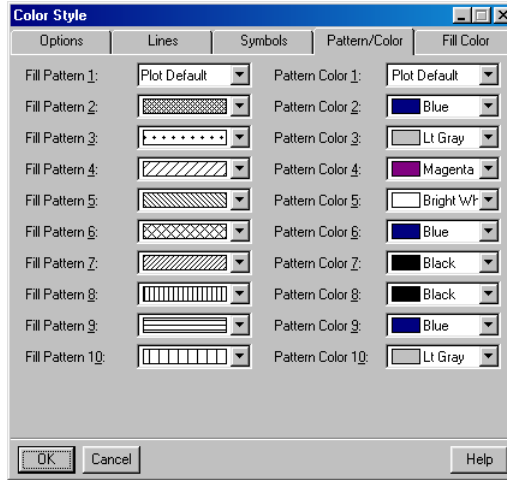 Color Style
Options Lines Symbols Pattern/Color Fill Color
Fill Pattern 1: Plot Default Pattern Color 1: Plot Default
Fill Pattern 2: Pattern Color 2: Blue
Fill Pattern 3: Pattern Color 3: Lt Gray
Fill Pattern 4: Pattern Color 4: Magenta
Fill Pattern 5: Pattern Color 5: Bright Wh
Fill Pattern 6: Pattern Color 6: Blue
Fill Pattern 7: Pattern Color 7: Black
Fill Pattern 8: Pattern Color 8: Black
Fill Pattern 9: Pattern Color 9: Blue
Fill Pattern 10: Pattern Color 10: Lt Gray
OK Cancel Help